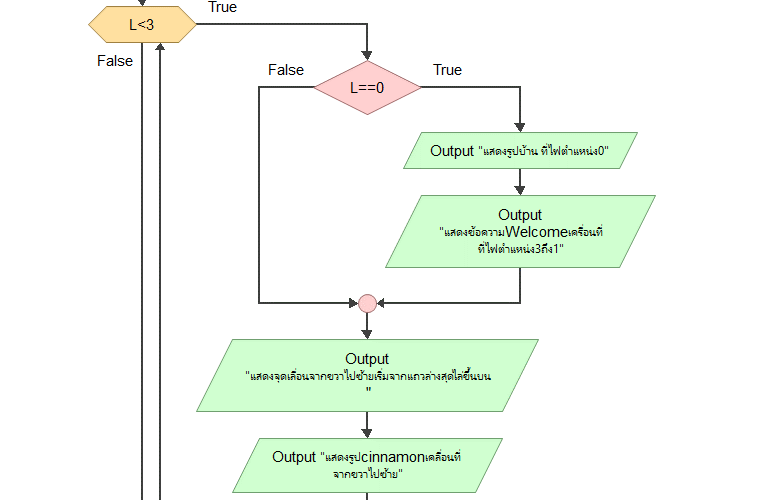 True
L<3
False
False
True
L==0
Output "แสดงรูปบ้าน ที่ไฟตำแหน่ง0"
Output
"แสดงข้อความWelcomeเครื่อนที่
ที่ไฟตำแหน่ง3ถึง1"
Output
"แสดงจุดเลื่อนจากขวาไปซ้ายเริ่มจากแถวล่างสุดไล่ขึ้นบน
"
Output "แสดงรูปcinnamonเคลื่อนที่
จากขวาไปซ้าย"